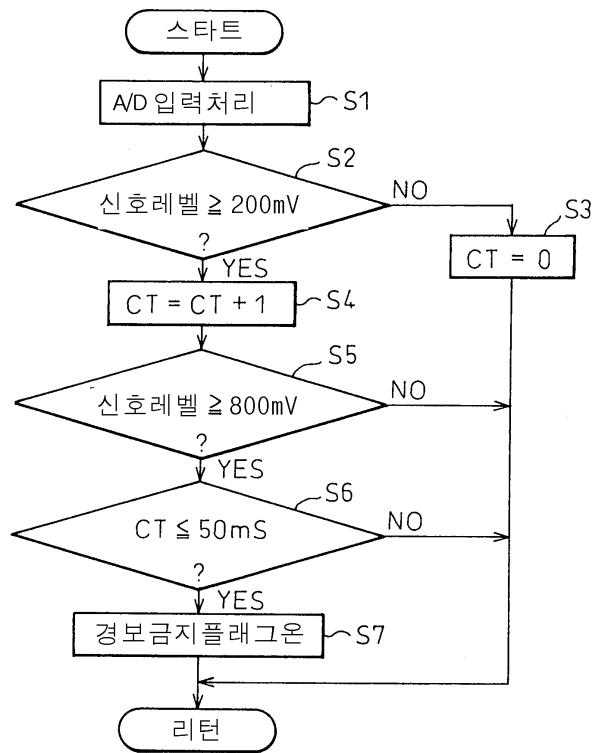 스타트
A/D 입력처리
S1
S2
신호레벨 ≧ 200mV
?
NO
YES
S3
CT = 0
CT = CT + 1
S4
S5
신호레벨 ≧ 800mV
?
NO
YES
S6
CT ≦ 50mS
?
NO
YES
경보금지플래그온
S7
리턴